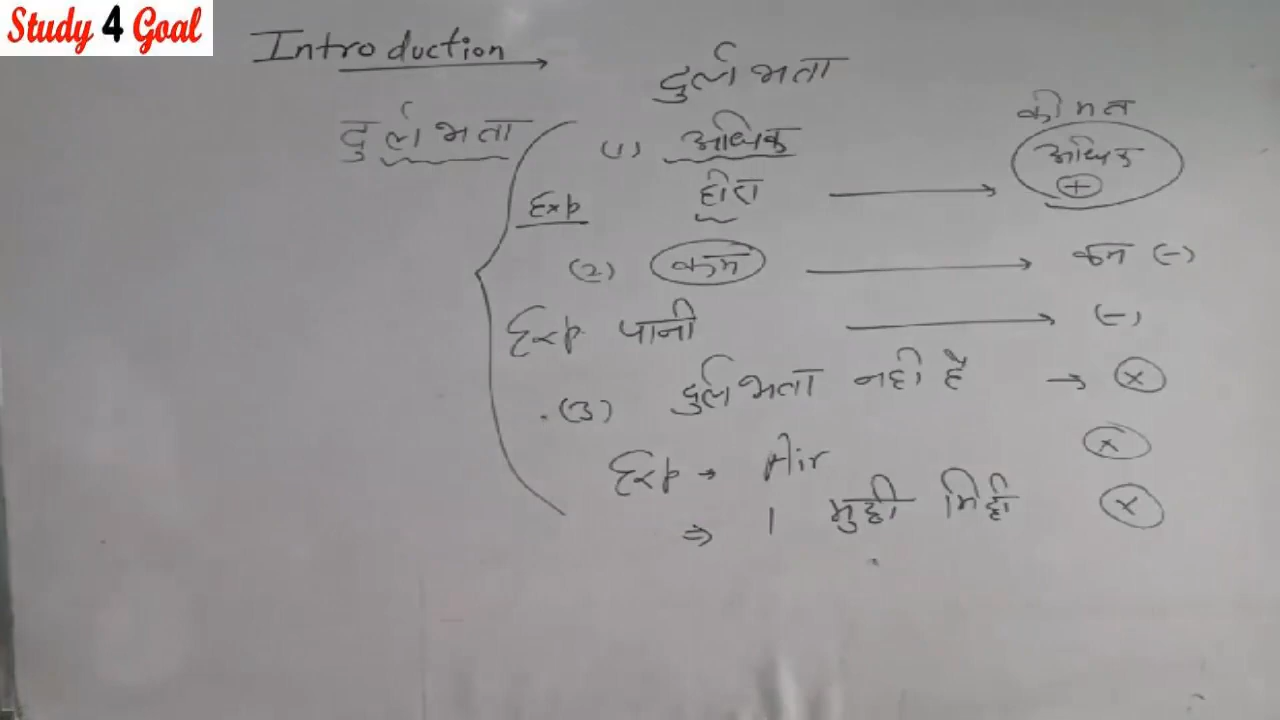 Study 4 Goal
Introduction →
दुर्लभता
दुर्लभता
कीमत
(1) अधिक
अधिक
Exp हीरा → +
(2) कम → कम (-)
Exp पानी → (-)
(3) दुर्लभता नही है → ×
Exp → Air ×
⇒ 1 मुट्ठी मिट्टी ×